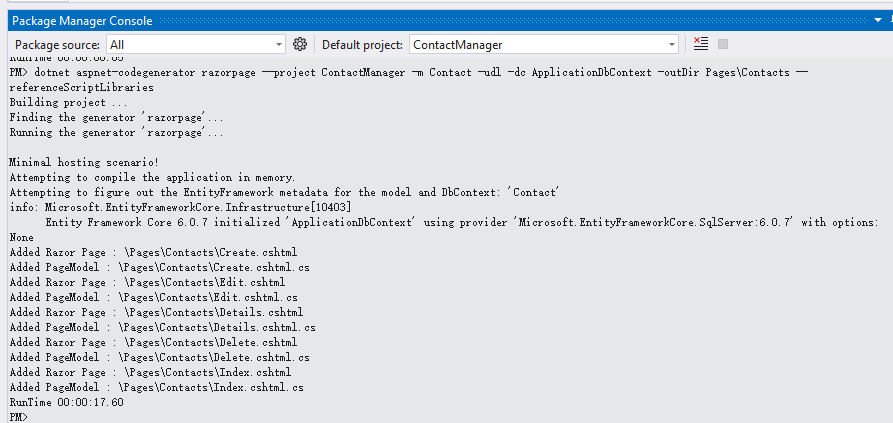 Package Manager Console
Package source: All
Default project: ContactManager
RunTime 00:00:00.05
PM> dotnet aspnet-codegenerator razorpage --project ContactManager -m Contact -udl -dc ApplicationDbContext -outDir Pages\Contacts --
referenceScriptLibraries
Building project ...
Finding the generator 'razorpage'...
Running the generator 'razorpage'...
Minimal hosting scenario!
Attempting to compile the application in memory.
Attempting to figure out the EntityFramework metadata for the model and DbContext: 'Contact'
info: Microsoft.EntityFrameworkCore.Infrastructure[10403]
Entity Framework Core 6.0.7 initialized 'ApplicationDbContext' using provider 'Microsoft.EntityFrameworkCore.SqlServer:6.0.7' with options:
None
Added Razor Page : \Pages\Contacts\Create.cshtml
Added PageModel : \Pages\Contacts\Create.cshtml.cs
Added Razor Page : \Pages\Contacts\Edit.cshtml
Added PageModel : \Pages\Contacts\Edit.cshtml.cs
Added Razor Page : \Pages\Contacts\Details.cshtml
Added PageModel : \Pages\Contacts\Details.cshtml.cs
Added Razor Page : \Pages\Contacts\Delete.cshtml
Added PageModel : \Pages\Contacts\Delete.cshtml.cs
Added Razor Page : \Pages\Contacts\Index.cshtml
Added PageModel : \Pages\Contacts\Index.cshtml.cs
RunTime 00:00:17.60
PM>